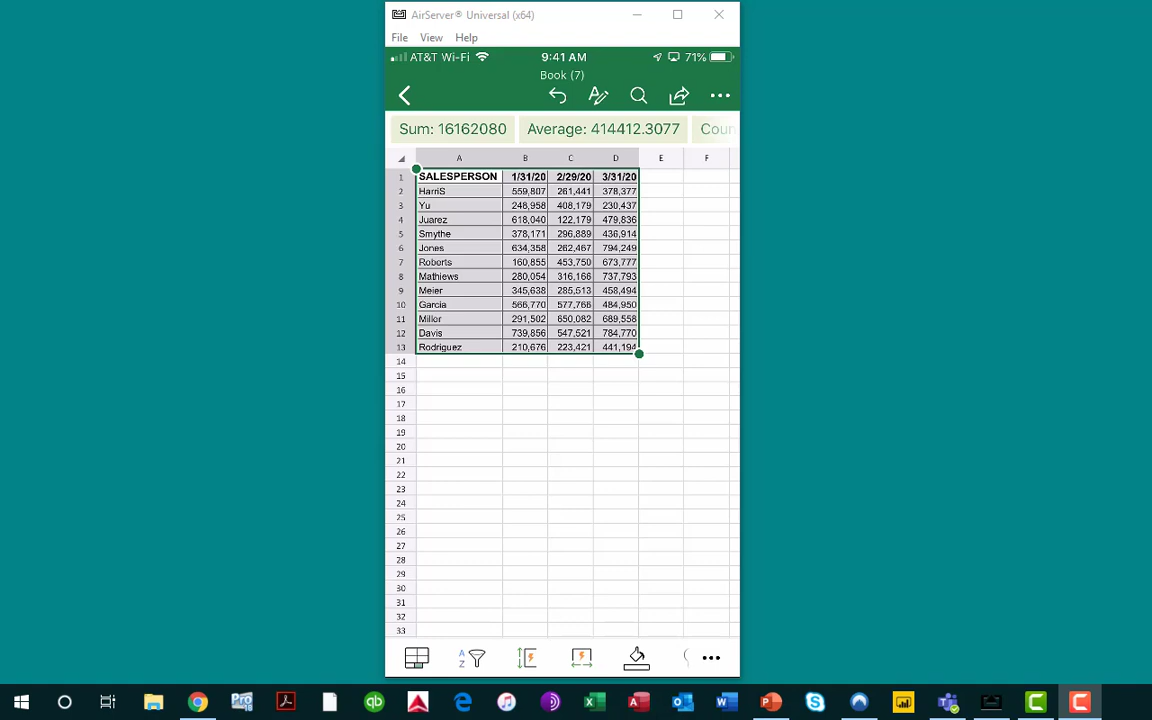 AirServer® Universal (x64)
File View Help
AT&T Wi-Fi 9:41 AM 71%
Book (7)
Sum: 16162080 Average: 414412.3077 Coun
A B C D E F
1 SALESPERSON 1/31/20 2/29/20 3/31/20
2 HarriS 559,807 261,441 378,377
3 Yu 248,958 408,179 230,437
4 Juarez 618,040 122,179 479,836
5 Smythe 378,171 296,889 436,914
6 Jones 634,358 262,467 794,249
7 Roberts 160,855 453,750 673,777
8 Mathiews 280,054 316,166 737,793
9 Meier 345,638 285,513 458,494
10 Garcia 566,770 577,766 484,950
11 Miller 291,502 650,082 689,558
12 Davis 739,856 547,521 784,770
13 Rodriguez 210,676 223,421 441,194
14
15
16
17
18
19
20
21
22
23
24
25
26
27
28
29
30
31
32
33